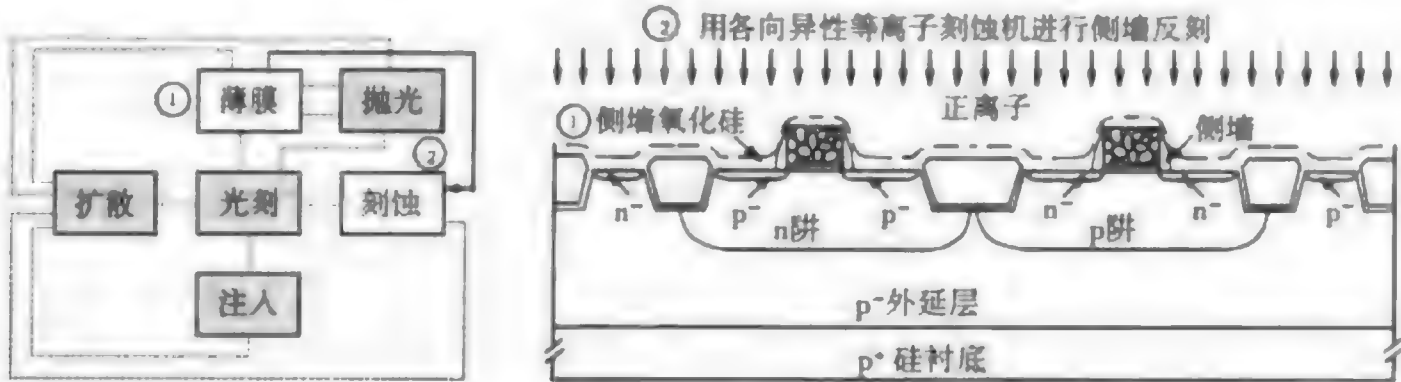 ② 用各向异性等离子刻蚀机进行侧墙反刻
① 薄膜 抛光
②
扩散 光刻 刻蚀
注入
正离子
① 侧墙氧化硅 侧墙
n⁻ p⁻ p⁻ n⁻ n⁻ p⁻
n阱 p阱
p⁻外延层
p⁺硅衬底